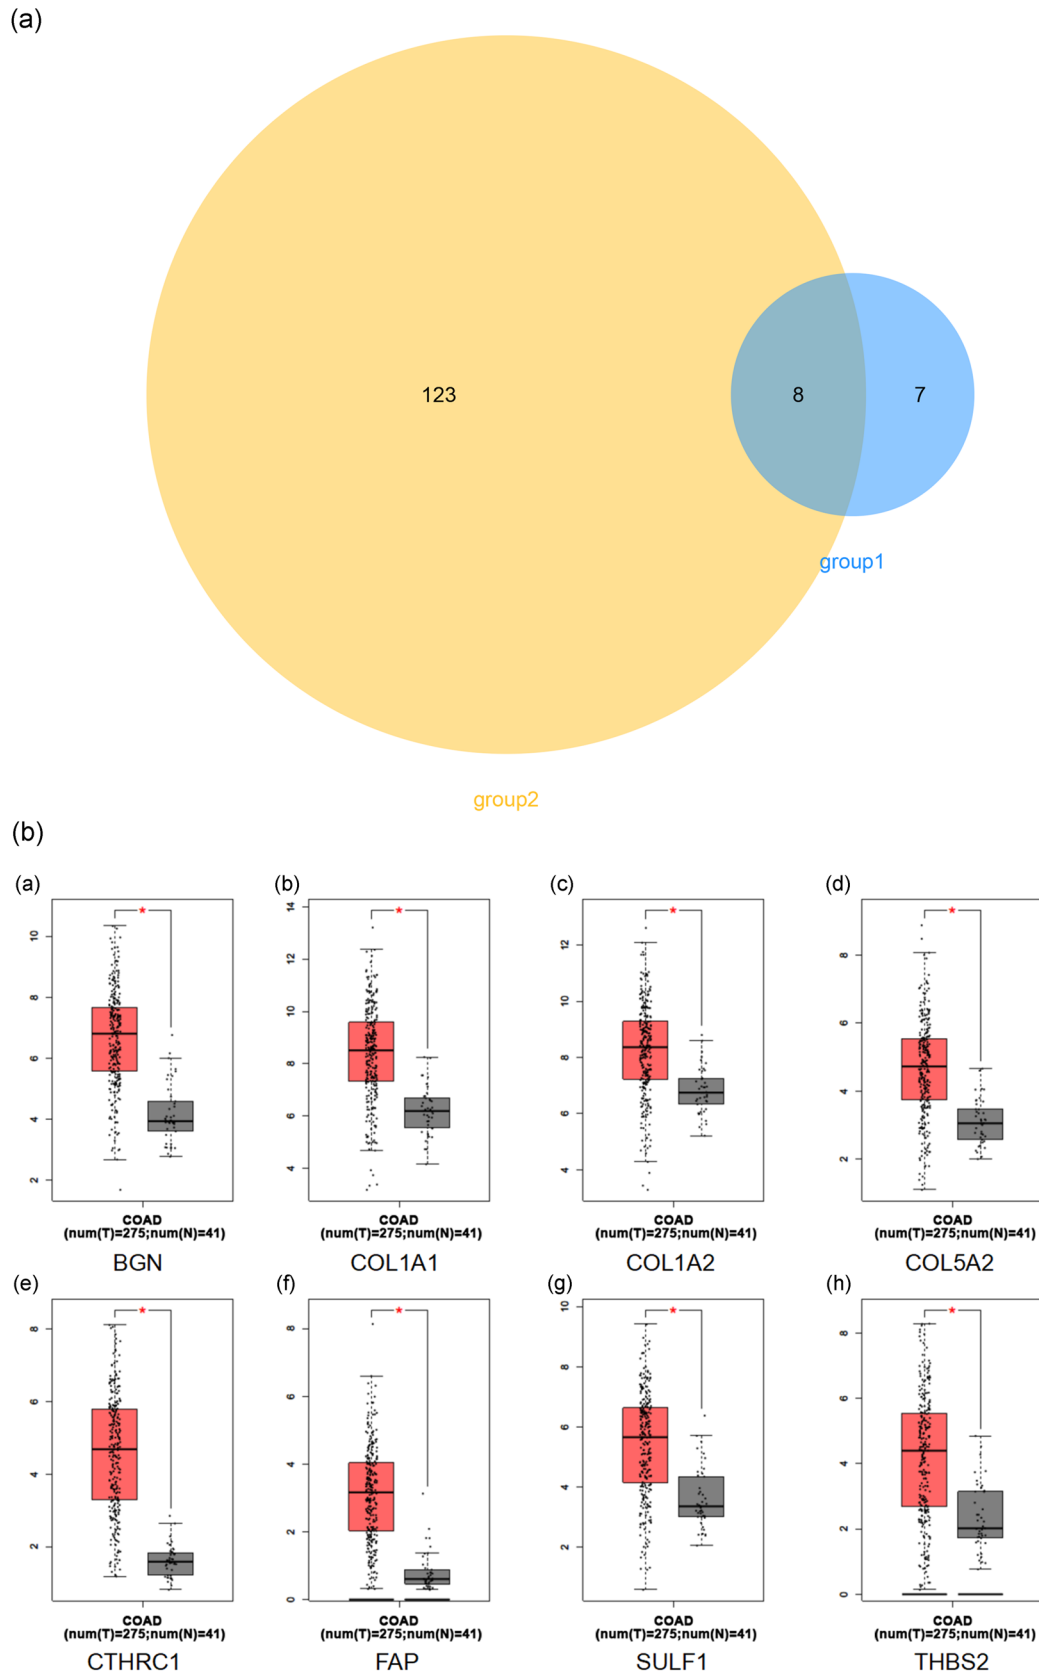 (a)
123
8
7
group1
group2
(b)
(a)
(b)
(c)
(d)
10
8
6
4
2
*
COAD
(num(T)=275;num(N)=41)
BGN
14
12
10
8
6
4
*
COAD
(num(T)=275;num(N)=41)
COL1A1
12
10
8
6
4
*
COAD
(num(T)=275;num(N)=41)
COL1A2
8
6
4
2
*
COAD
(num(T)=275;num(N)=41)
COL5A2
(e)
(f)
(g)
(h)
8
6
4
2
*
COAD
(num(T)=275;num(N)=41)
CTHRC1
8
6
4
2
0
*
COAD
(num(T)=275;num(N)=41)
FAP
10
8
6
4
2
*
COAD
(num(T)=275;num(N)=41)
SULF1
8
6
4
2
0
*
COAD
(num(T)=275;num(N)=41)
THBS2